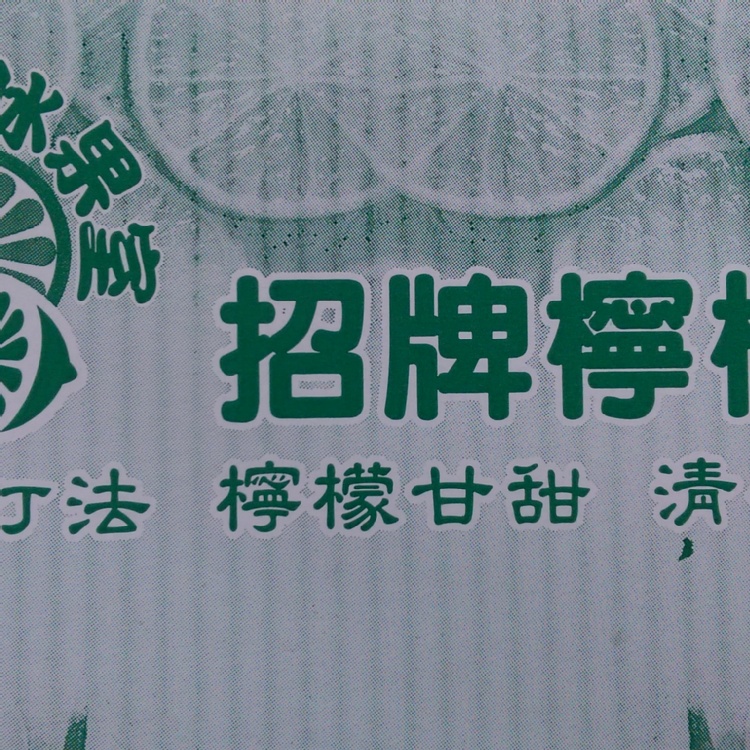 果室
招牌檸
法 檸檬甘甜 清